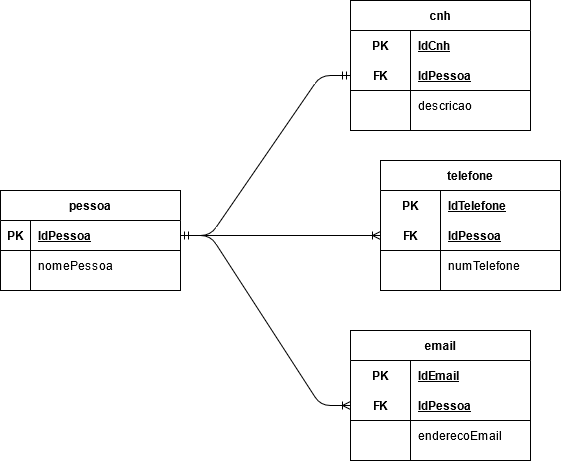 cnh
PK IdCnh
FK IdPessoa
descricao
telefone
PK IdTelefone
FK IdPessoa
numTelefone
pessoa
PK IdPessoa
nomePessoa
email
PK IdEmail
FK IdPessoa
enderecoEmail